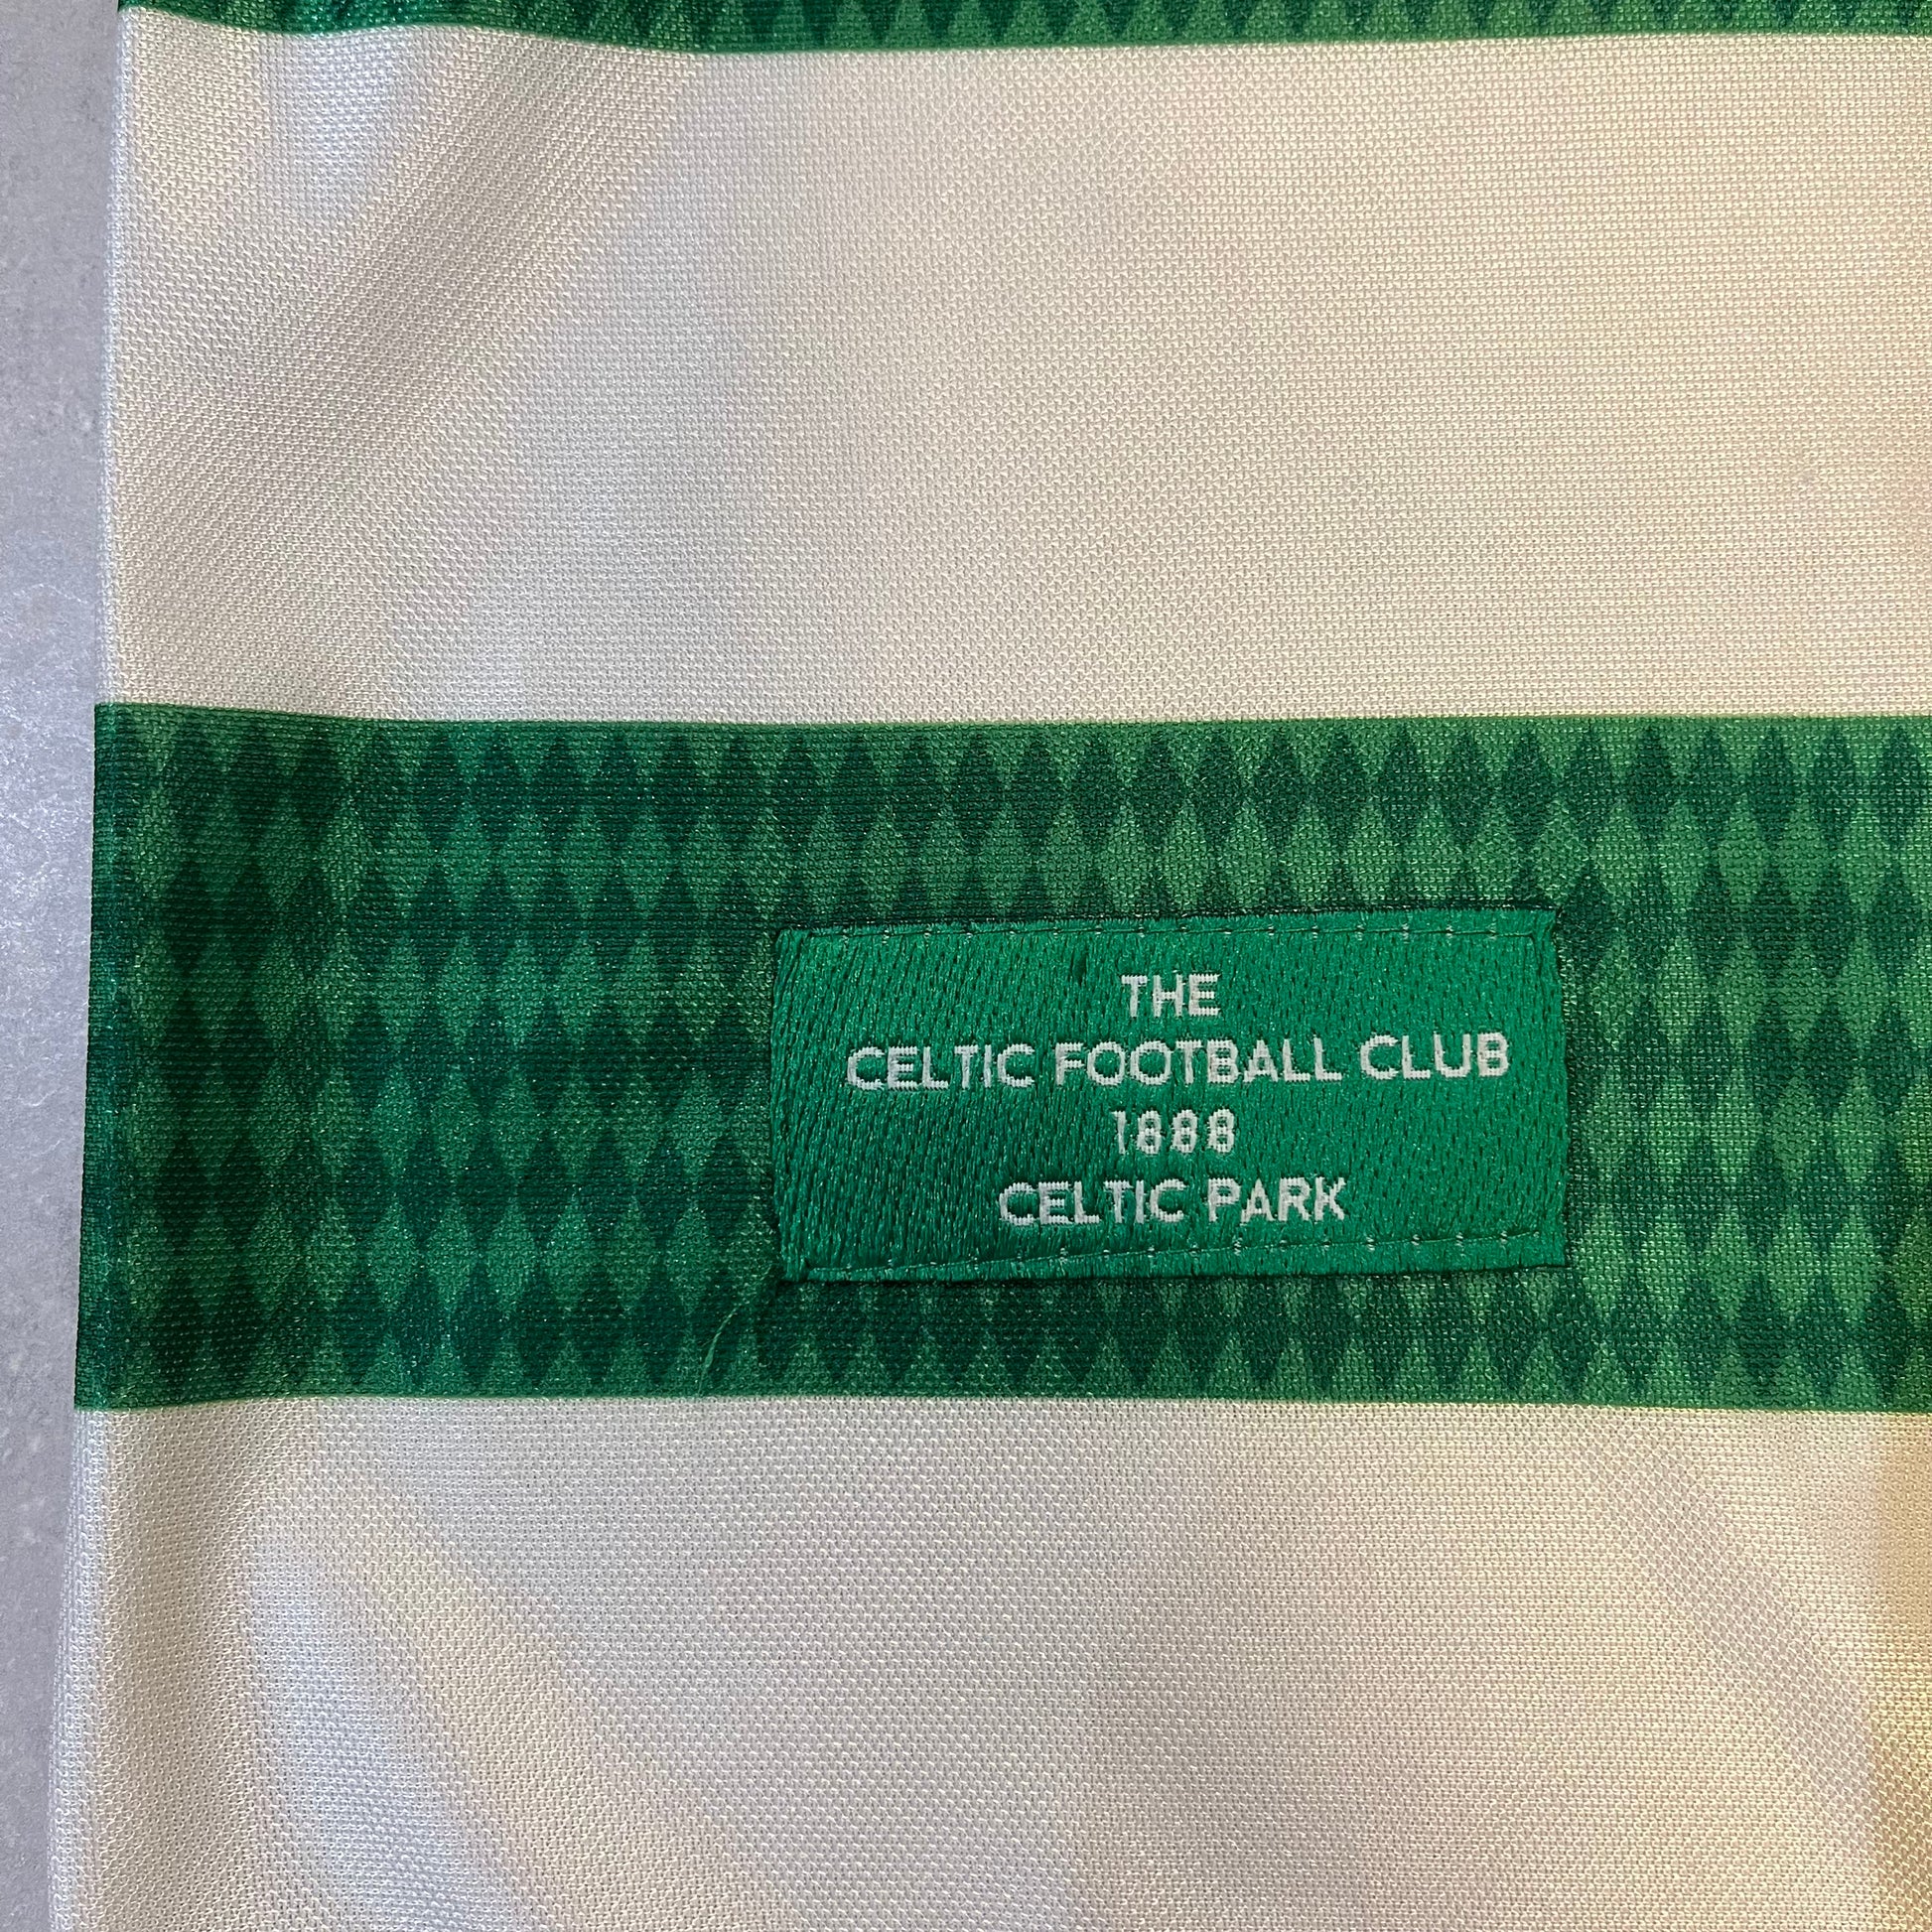 THE
CELTIC FOOTBALL CLUB
1888
CELTIC PARK